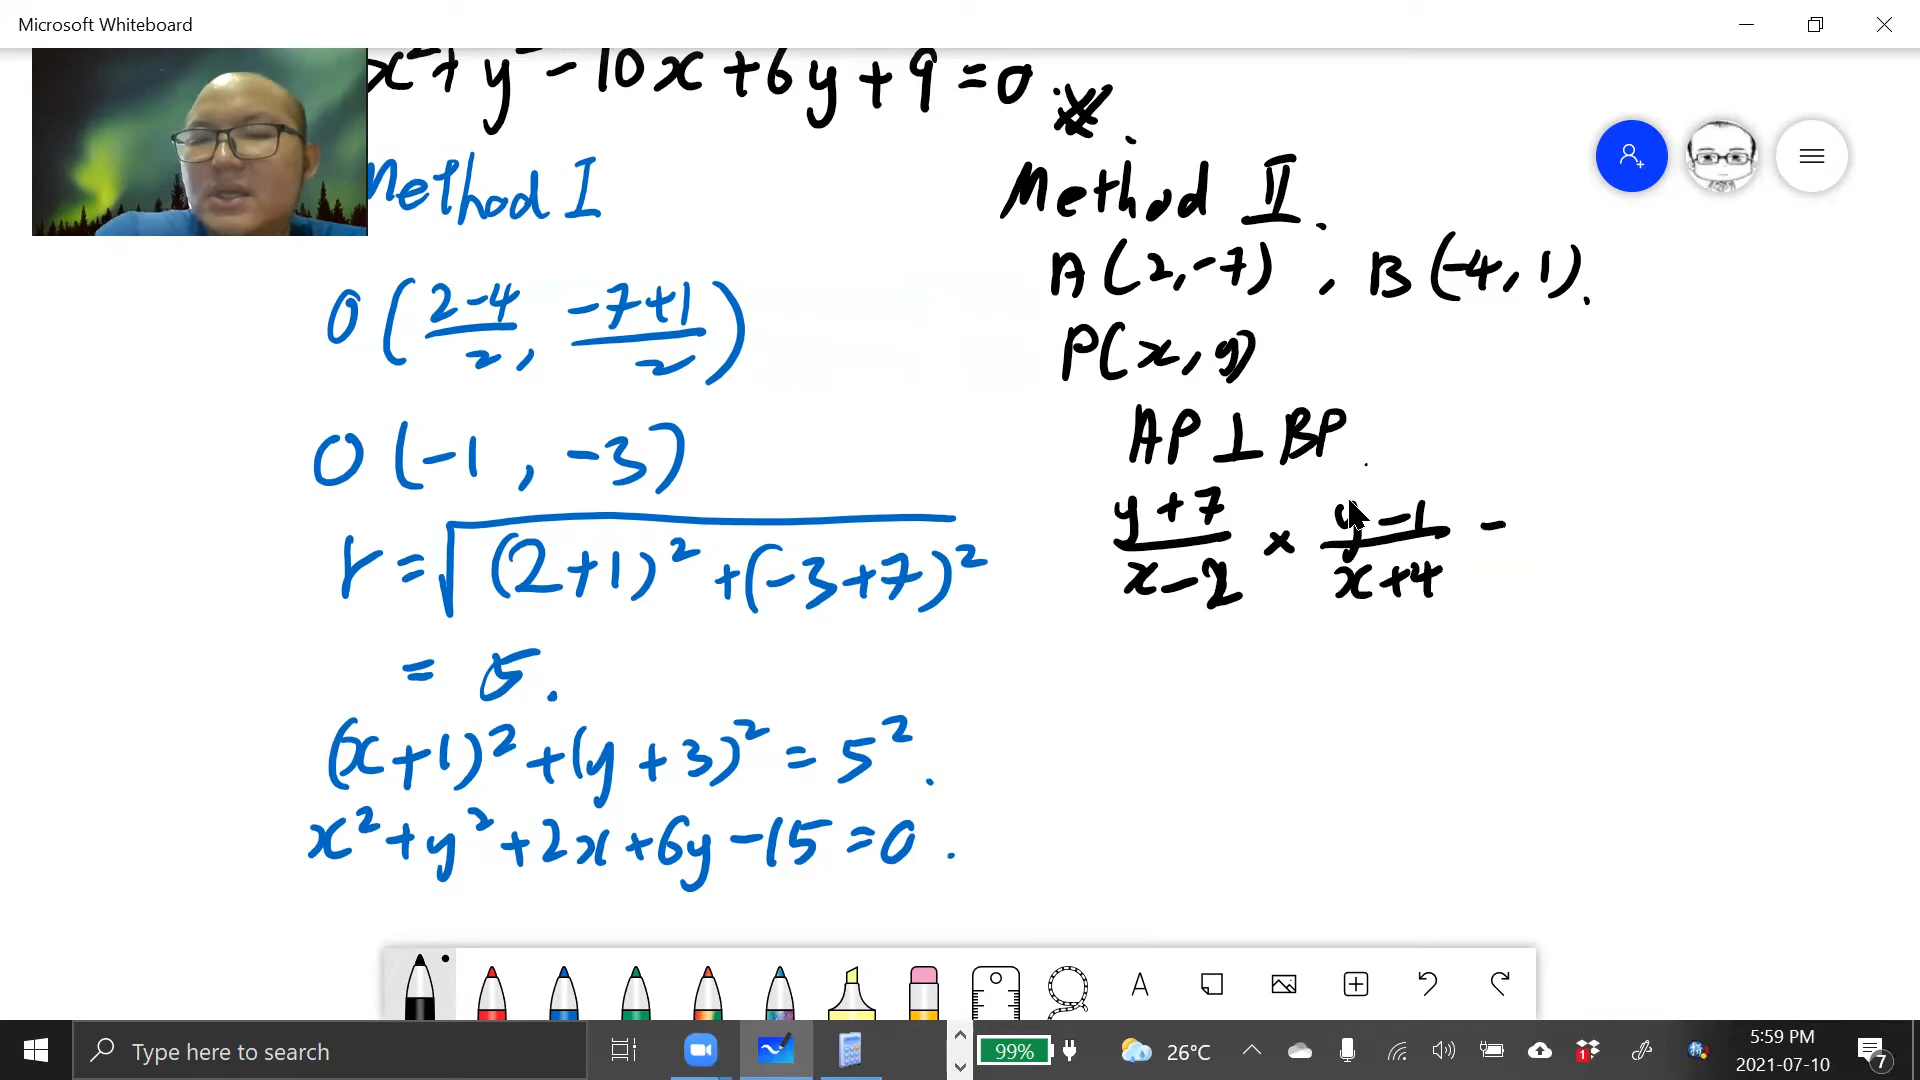 Microsoft Whiteboard
x²+y²-10x+6y+9=0
Method I
O(2-4/2, -7+1/2)
O(-1, -3)
r=√(2+1)²+(-3+7)²
= 5.
(x+1)²+(y+3)²=5².
x²+y²+2x+6y-15=0.
Method II.
A(2,-7), B(-4,1).
P(x,y)
AP⊥BP.
y+7/x-2 × y-1/x+4 -
A
Type here to search
99%
26°C
1
5:59 PM
2021-07-10
7